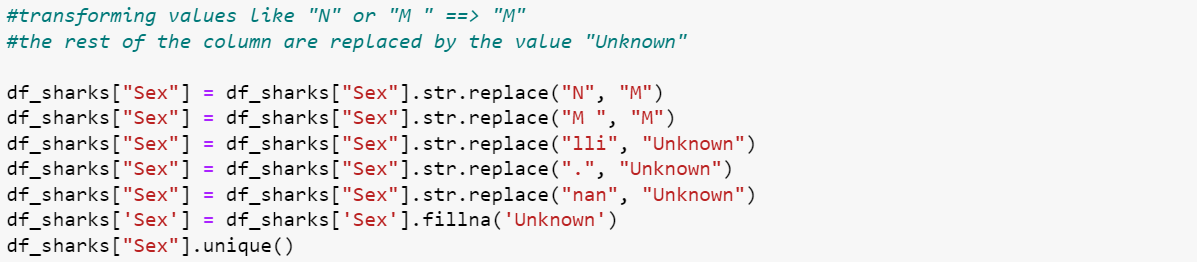 #transforming values like "N" or "M " ==> "M"
#the rest of the column are replaced by the value "Unknown"
df_sharks["Sex"] = df_sharks["Sex"].str.replace("N", "M")
df_sharks["Sex"] = df_sharks["Sex"].str.replace("M ", "M")
df_sharks["Sex"] = df_sharks["Sex"].str.replace("lli", "Unknown")
df_sharks["Sex"] = df_sharks["Sex"].str.replace(".", "Unknown")
df_sharks["Sex"] = df_sharks["Sex"].str.replace("nan", "Unknown")
df_sharks['Sex'] = df_sharks['Sex'].fillna('Unknown')
df_sharks["Sex"].unique()